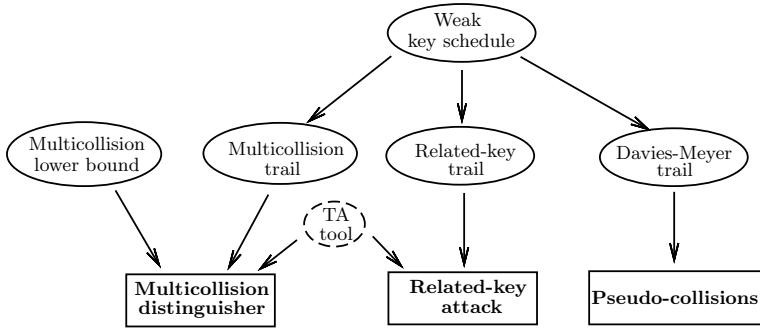 Weak
key schedule
Multicollision
lower bound
Multicollision
trail
Related-key
trail
Davies-Meyer
trail
TA
tool
Multicollision
distinguisher
Related-key
attack
Pseudo-collisions